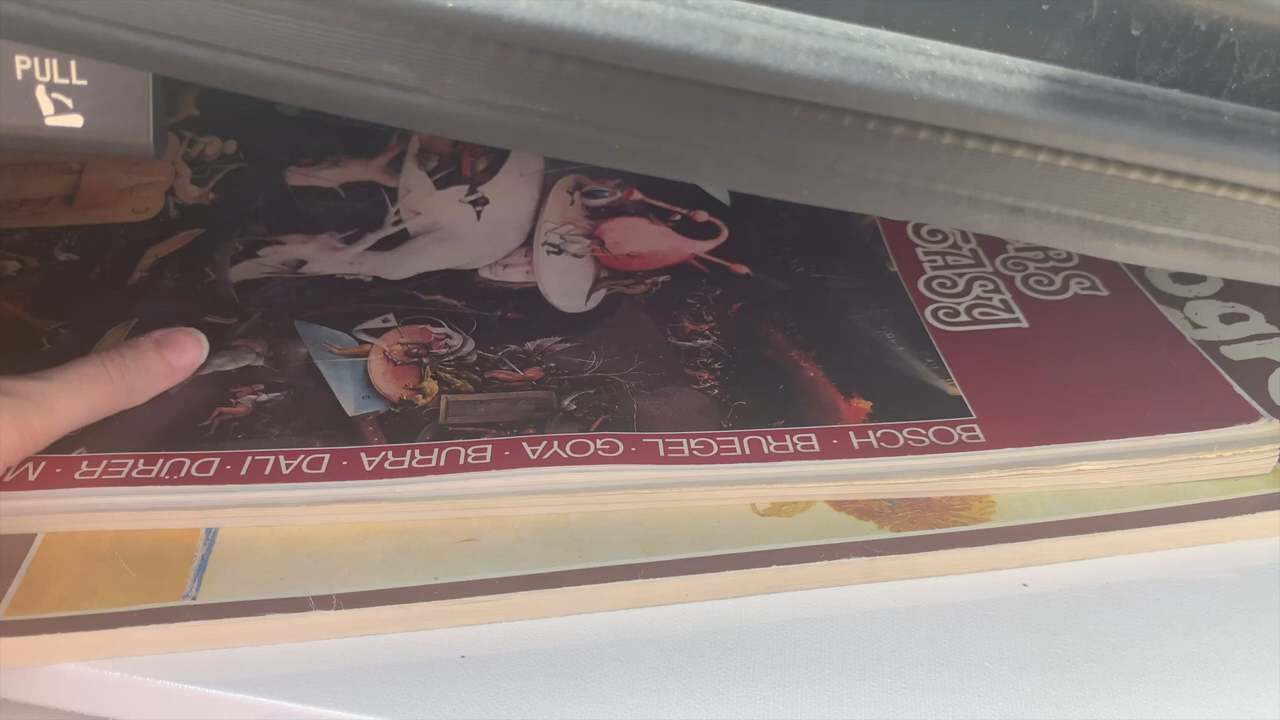 PULL
BOSCH · BRUEGEL · GOYA · BURRA · DALI · DÜRER · M